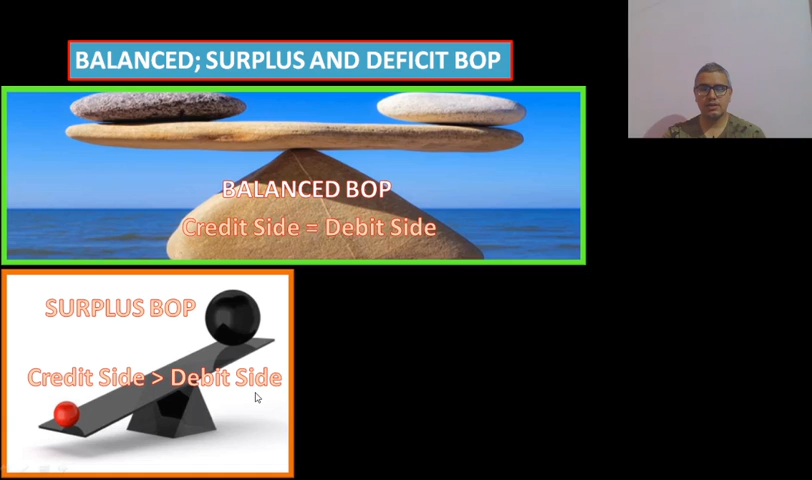 BALANCED; SURPLUS AND DEFICIT BOP
BALANCED BOP
Credit Side = Debit Side
SURPLUS BOP
Credit Side > Debit Side